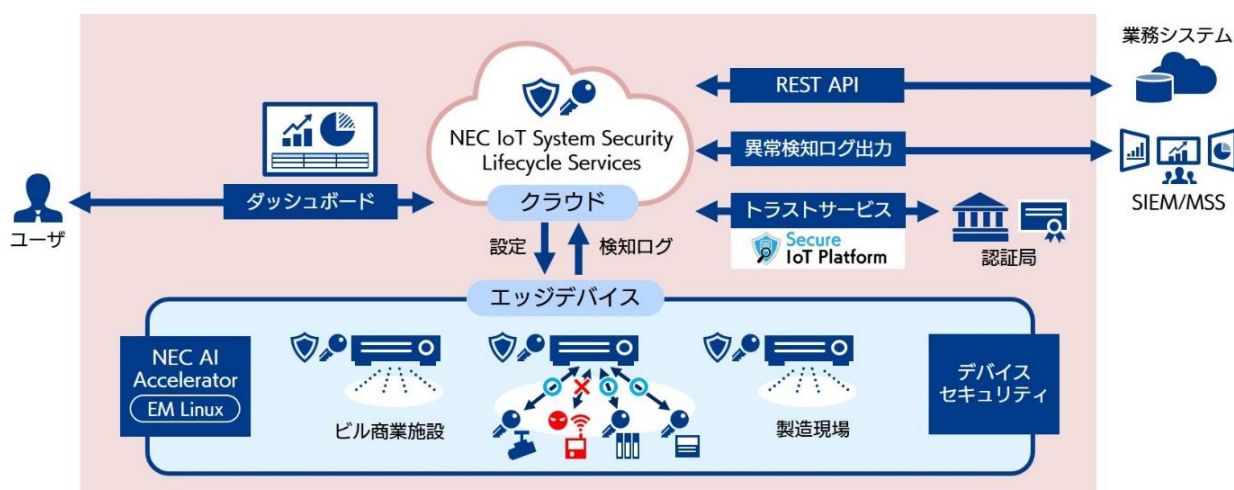 業務システム
REST API
NEC IoT System Security
Lifecycle Services
異常検知ログ出力
SIEM/MSS
ダッシュボード
クラウド
トラストサービス
ユーザ
設定
検知ログ
Secure
IoT Platform
認証局
エッジデバイス
NEC AI
Accelerator
EM Linux
デバイス
セキュリティ
ビル商業施設
製造現場